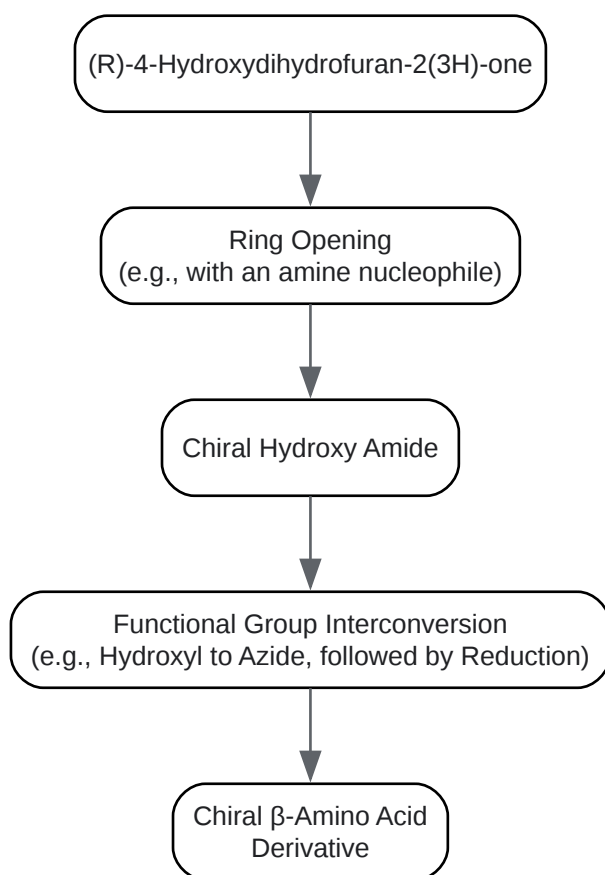 (R)-4-Hydroxydihydrofuran-2(3H)-one
Ring Opening
(e.g., with an amine nucleophile)
Chiral Hydroxy Amide
Functional Group Interconversion
(e.g., Hydroxyl to Azide, followed by Reduction)
Chiral β-Amino Acid
Derivative